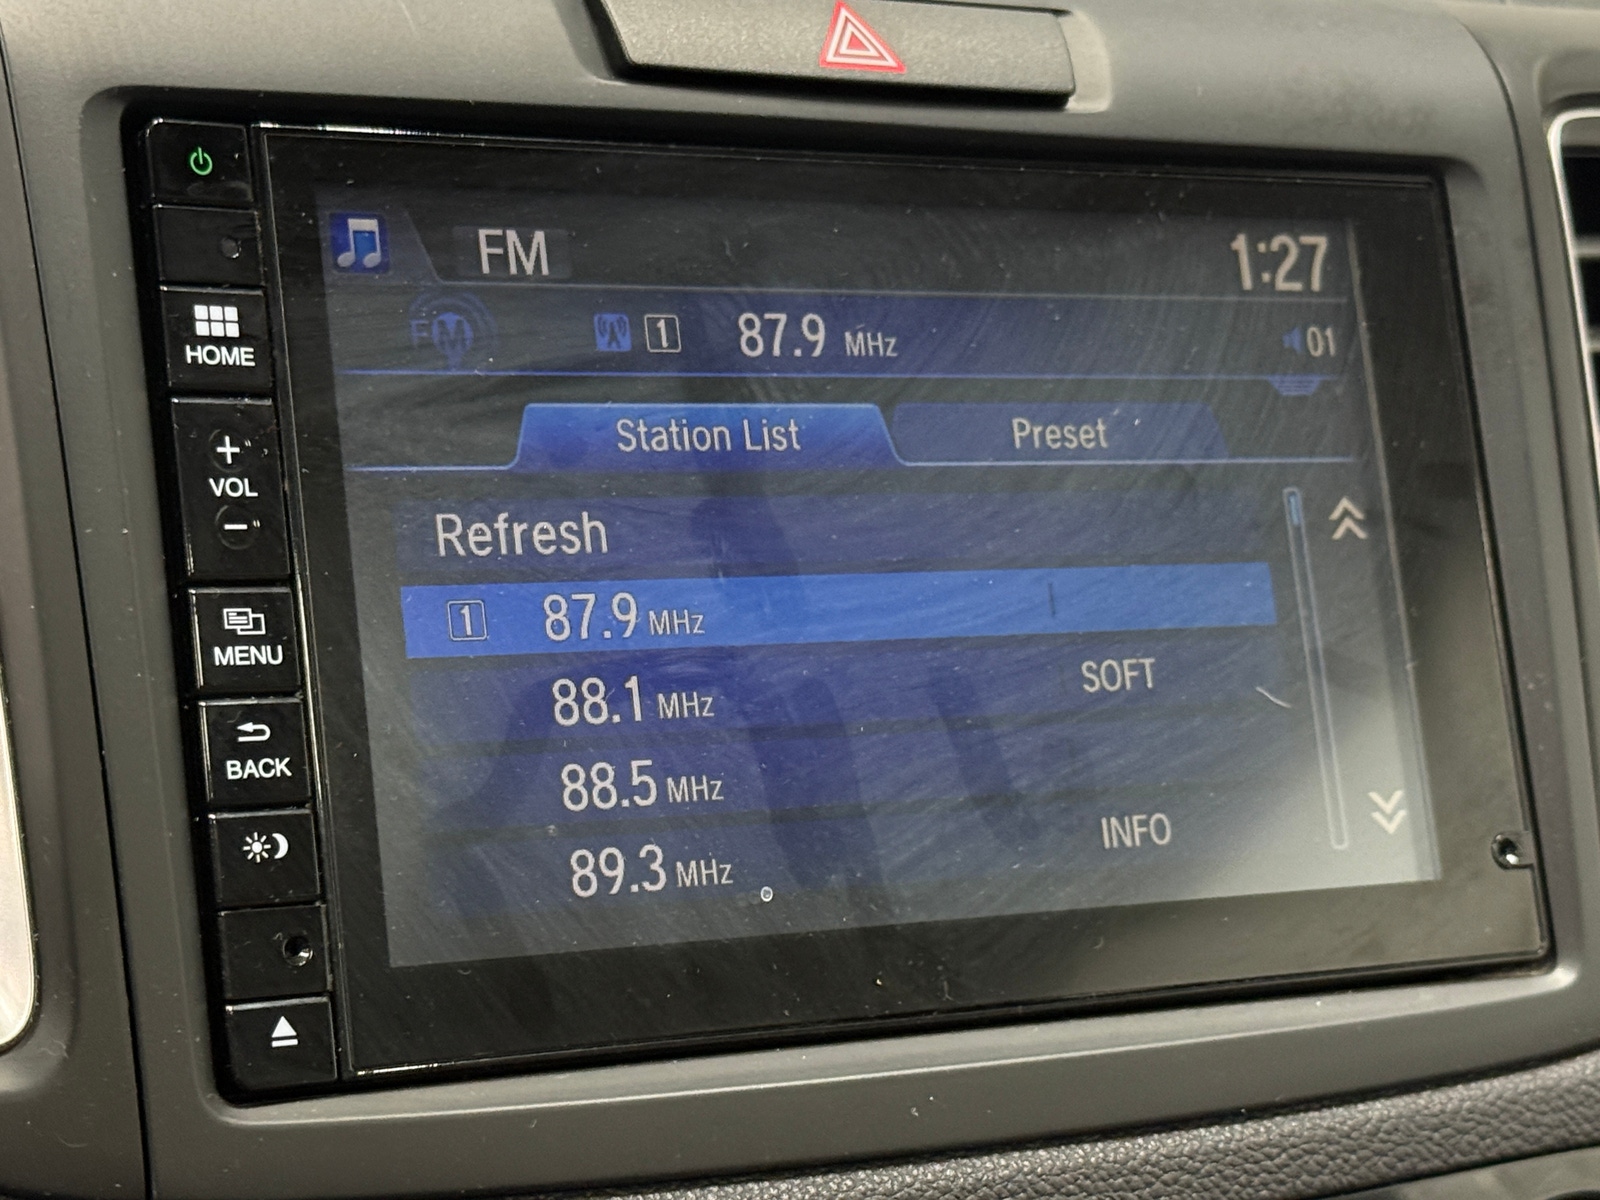 FM
1:27
FM 1 87.9 MHz 01
Station List Preset
Refresh
1 87.9 MHz
88.1 MHz SOFT
88.5 MHz
89.3 MHz INFO
HOME
+
VOL
-
MENU
BACK